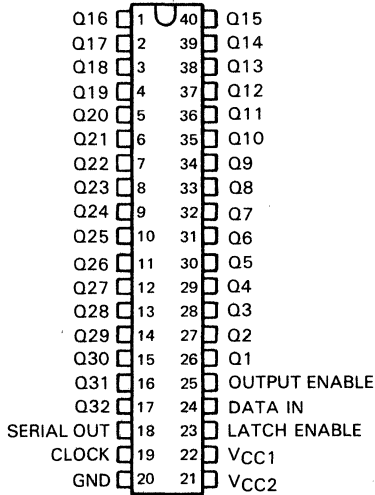 Q16 1 40 Q15
Q17 2 39 Q14
Q18 3 38 Q13
Q19 4 37 Q12
Q20 5 36 Q11
Q21 6 35 Q10
Q22 7 34 Q9
Q23 8 33 Q8
Q24 9 32 Q7
Q25 10 31 Q6
Q26 11 30 Q5
Q27 12 29 Q4
Q28 13 28 Q3
Q29 14 27 Q2
Q30 15 26 Q1
Q31 16 25 OUTPUT ENABLE
Q32 17 24 DATA IN
SERIAL OUT 18 23 LATCH ENABLE
CLOCK 19 22 VCC1
GND 20 21 VCC2